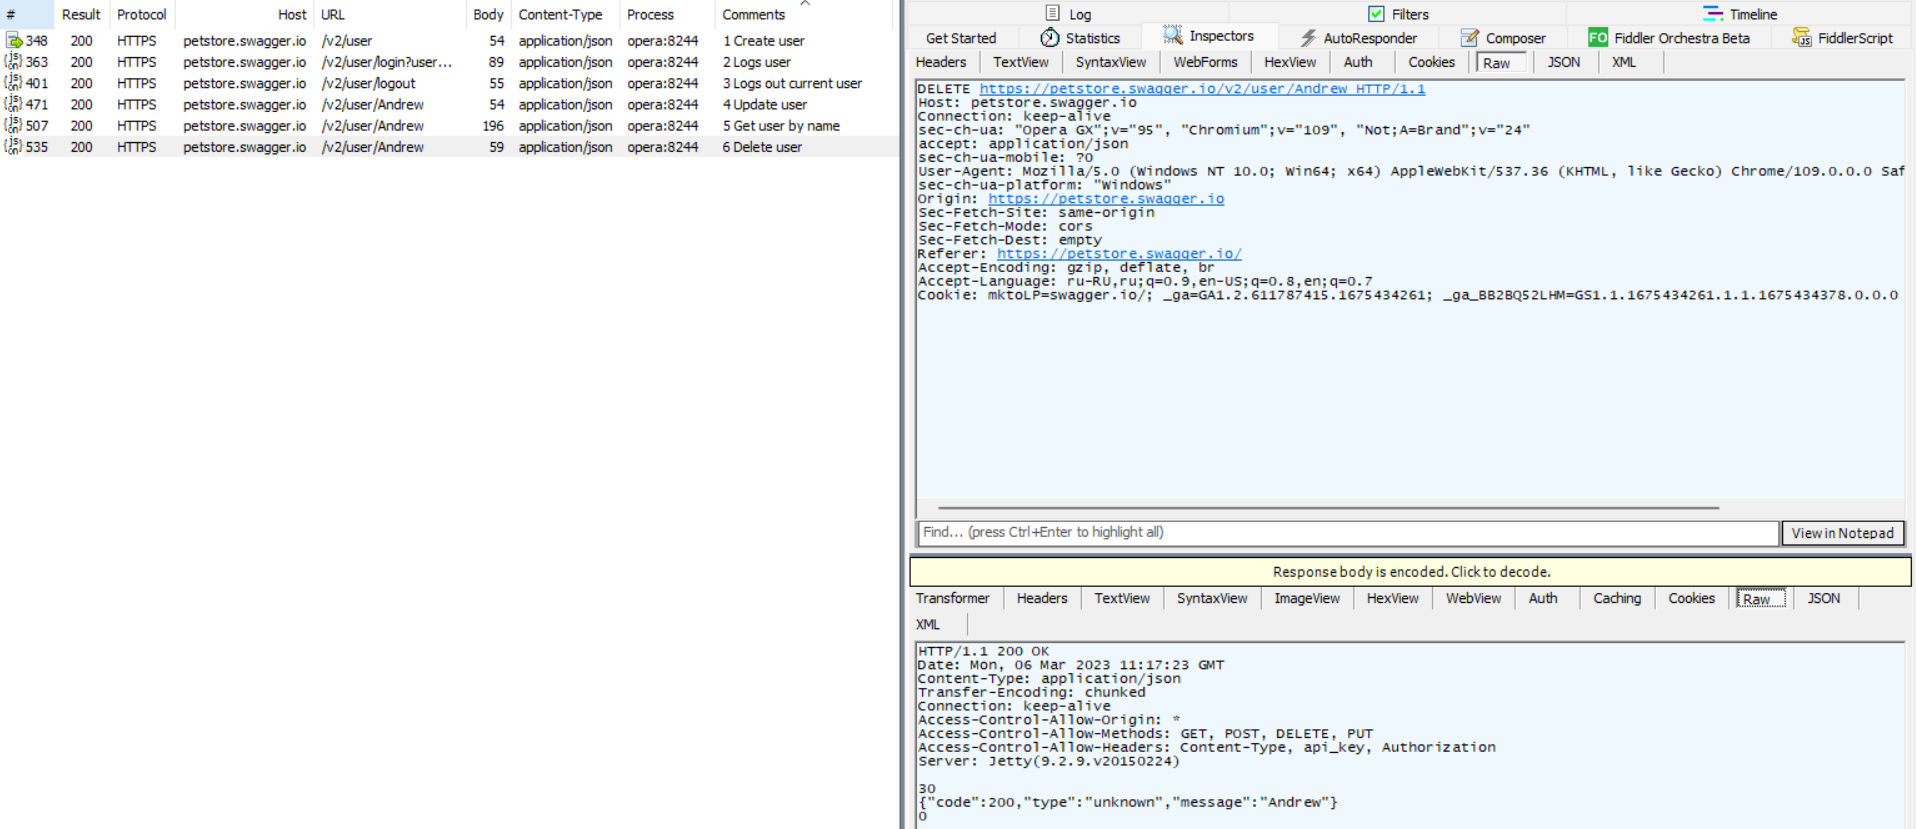 # Result Protocol Host URL Body Content-Type Process Comments
348 200 HTTPS petstore.swagger.io /v2/user 54 application/json opera:8244 1 Create user
363 200 HTTPS petstore.swagger.io /v2/user/login?user... 89 application/json opera:8244 2 Logs user
401 200 HTTPS petstore.swagger.io /v2/user/logout 55 application/json opera:8244 3 Logs out current user
471 200 HTTPS petstore.swagger.io /v2/user/Andrew 54 application/json opera:8244 4 Update user
507 200 HTTPS petstore.swagger.io /v2/user/Andrew 196 application/json opera:8244 5 Get user by name
535 200 HTTPS petstore.swagger.io /v2/user/Andrew 59 application/json opera:8244 6 Delete user
Log Filters Timeline
Get Started Statistics Inspectors AutoResponder Composer FO Fiddler Orchestra Beta FiddlerScript
Headers TextView SyntaxView WebForms HexView Auth Cookies Raw JSON XML
DELETE https://petstore.swagger.io/v2/user/Andrew HTTP/1.1
Host: petstore.swagger.io
Connection: keep-alive
sec-ch-ua: "Opera GX";v="95", "Chromium";v="109", "Not;A=Brand";v="24"
accept: application/json
sec-ch-ua-mobile: ?0
User-Agent: Mozilla/5.0 (Windows NT 10.0; Win64; x64) AppleWebKit/537.36 (KHTML, like Gecko) Chrome/109.0.0.0 Saf
sec-ch-ua-platform: "Windows"
Origin: https://petstore.swagger.io
Sec-Fetch-Site: same-origin
Sec-Fetch-Mode: cors
Sec-Fetch-Dest: empty
Referer: https://petstore.swagger.io/
Accept-Encoding: gzip, deflate, br
Accept-Language: ru-RU,ru;q=0.9,en-US;q=0.8,en;q=0.7
Cookie: mktoLP=swagger.io/; _ga=GA1.2.611787415.1675434261; _ga_BB2BQ52LHM=GS1.1.1675434261.1.1.1675434378.0.0.0
Find... (press Ctrl+Enter to highlight all) View in Notepad
Response body is encoded. Click to decode.
Transformer Headers TextView SyntaxView ImageView HexView WebView Auth Caching Cookies Raw JSON
XML
HTTP/1.1 200 OK
Date: Mon, 06 Mar 2023 11:17:23 GMT
Content-Type: application/json
Transfer-Encoding: chunked
Connection: keep-alive
Access-Control-Allow-Origin: *
Access-Control-Allow-Methods: GET, POST, DELETE, PUT
Access-Control-Allow-Headers: Content-Type, api_key, Authorization
Server: Jetty(9.2.9.v20150224)
30
{"code":200,"type":"unknown","message":"Andrew"}
0